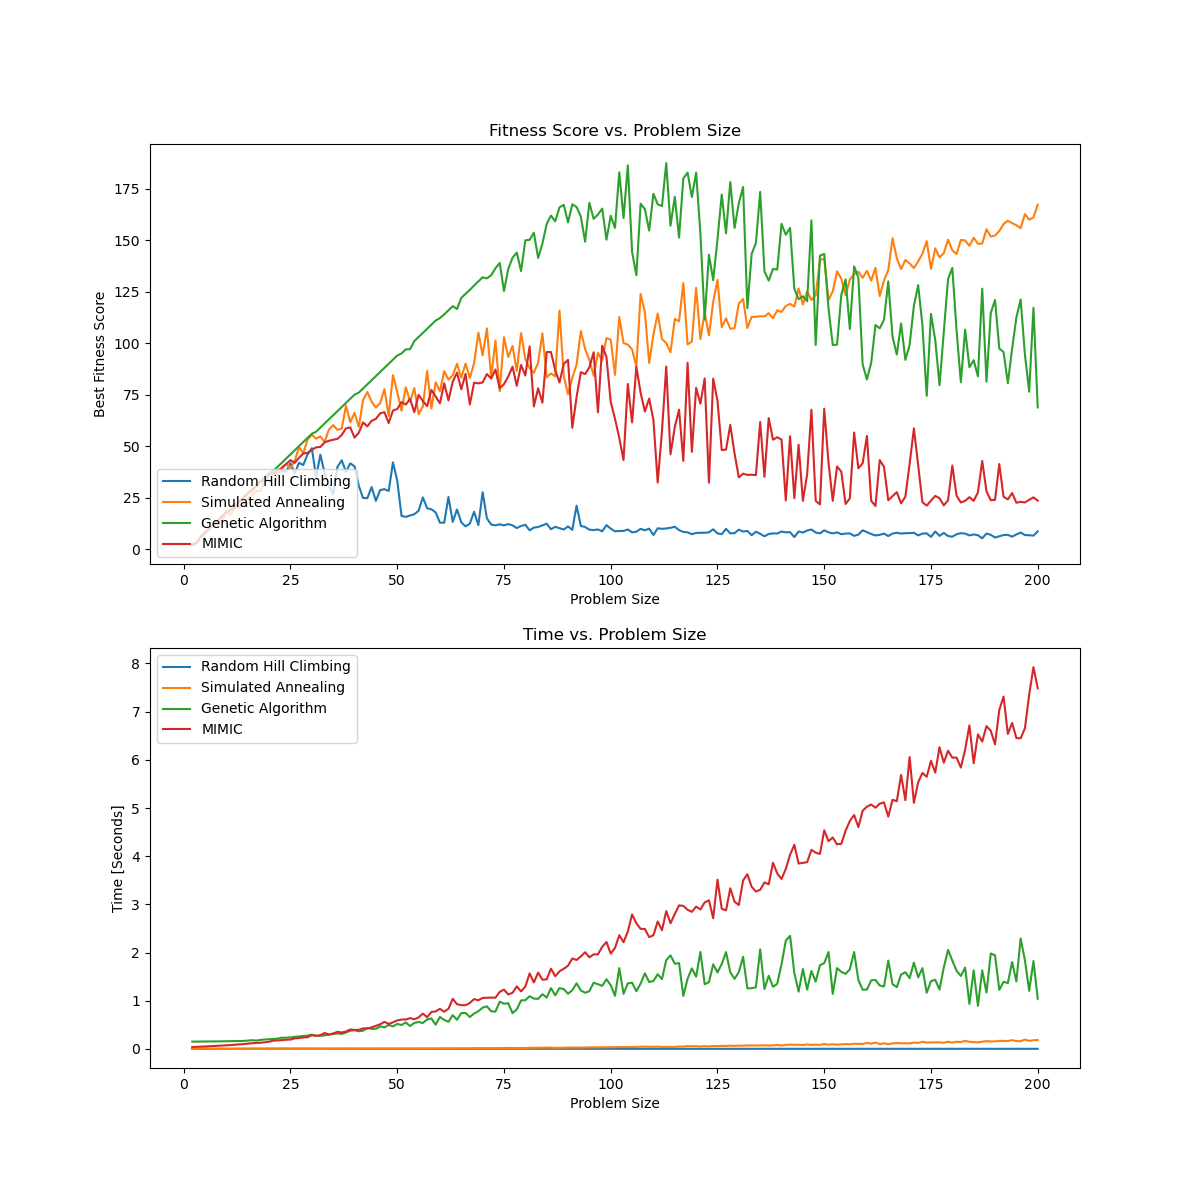 Fitness Score vs. Problem Size
Best Fitness Score
175
150
125
100
75
50
25
0
Random Hill Climbing
Simulated Annealing
Genetic Algorithm
MIMIC
0 25 50 75 100 125 150 175 200
Problem Size
Time vs. Problem Size
Time [Seconds]
8
7
6
5
4
3
2
1
0
Random Hill Climbing
Simulated Annealing
Genetic Algorithm
MIMIC
0 25 50 75 100 125 150 175 200
Problem Size